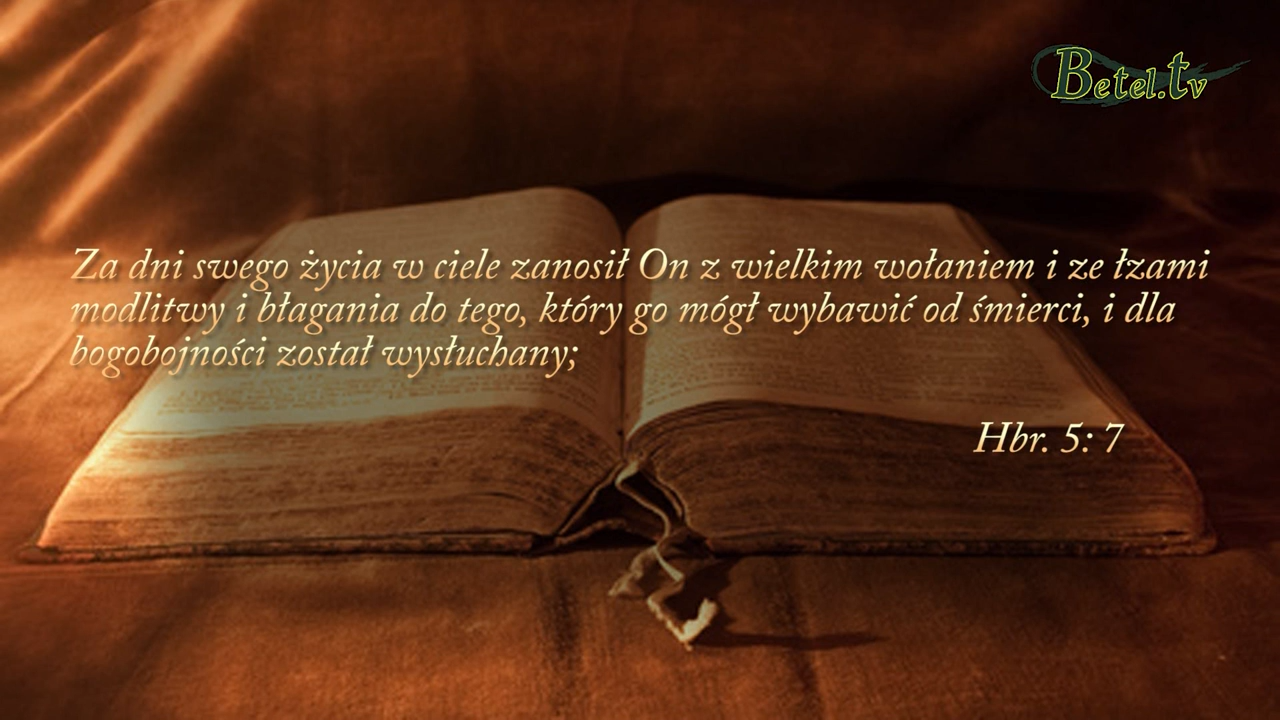 Betel.tv
Za dni swego życia w ciele zanosił On z wielkim wołaniem i ze łzami
modlitwy i błagania do tego, który go mógł wybawić od śmierci, i dla
bogobojności został wysłuchany;
Hbr. 5: 7